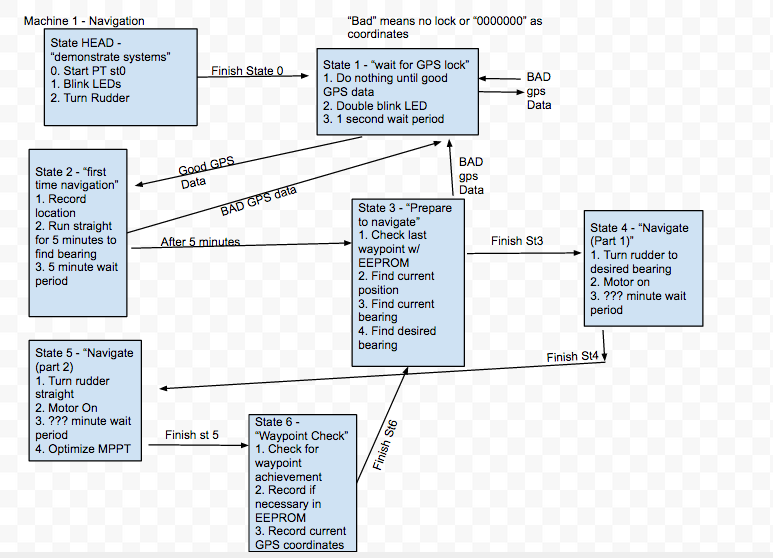 Machine 1 - Navigation
"Bad" means no lock or "0000000" as
coordinates
State HEAD -
"demonstrate systems"
0. Start PT st0
1. Blink LEDs
2. Turn Rudder
Finish State 0
State 1 - "wait for GPS lock"
1. Do nothing until good
GPS data
2. Double blink LED
3. 1 second wait period
BAD
gps
Data
State 2 - "first
time navigation"
1. Record
location
2. Run straight
for 5 minutes to
find bearing
3. 5 minute wait
period
Good GPS
Data
BAD GPS data
After 5 minutes
BAD
gps
Data
State 3 - "Prepare
to navigate"
1. Check last
waypoint w/
EEPROM
2. Find current
position
3. Find current
bearing
4. Find desired
bearing
Finish St3
State 4 - "Navigate
(Part 1)"
1. Turn rudder to
desired bearing
2. Motor on
3. ??? minute wait
period
Finish St4
State 5 - "Navigate
(part 2)
1. Turn rudder
straight
2. Motor On
3. ??? minute wait
period
4. Optimize MPPT
Finish st 5
State 6 -
"Waypoint Check"
1. Check for
waypoint
achievement
2. Record if
necessary in
EEPROM
3. Record current
GPS coordinates
Finish St6